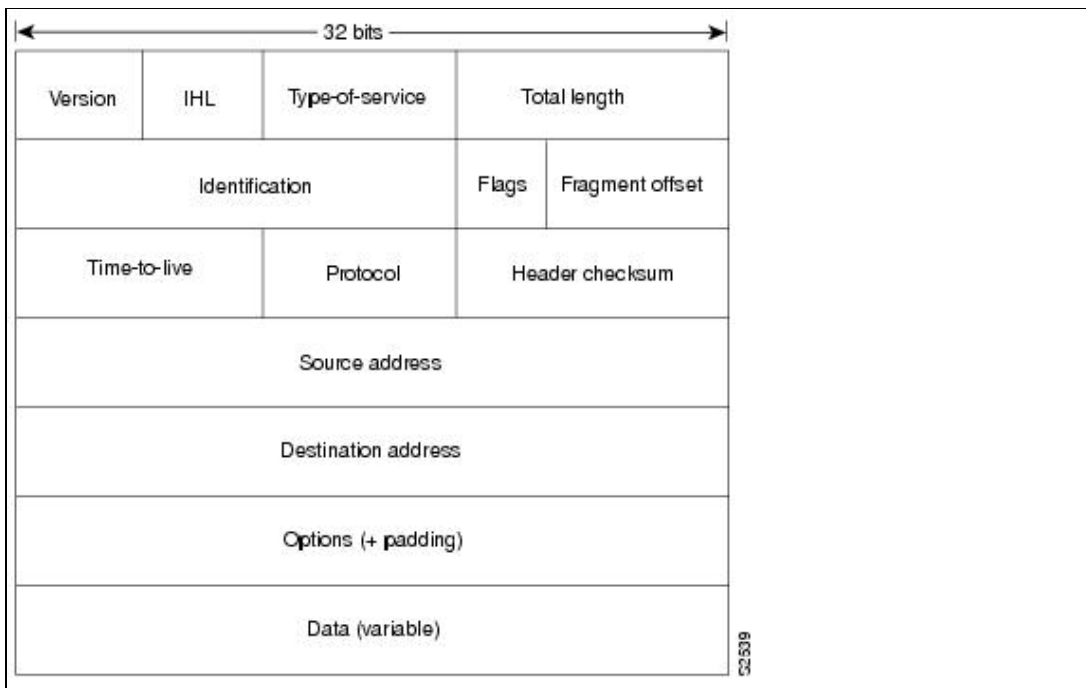 32 bits
Version IHL Type-of-service Total length
Identification Flags Fragment offset
Time-to-live Protocol Header checksum
Source address
Destination address
Options (+ padding)
Data (variable)
S2539